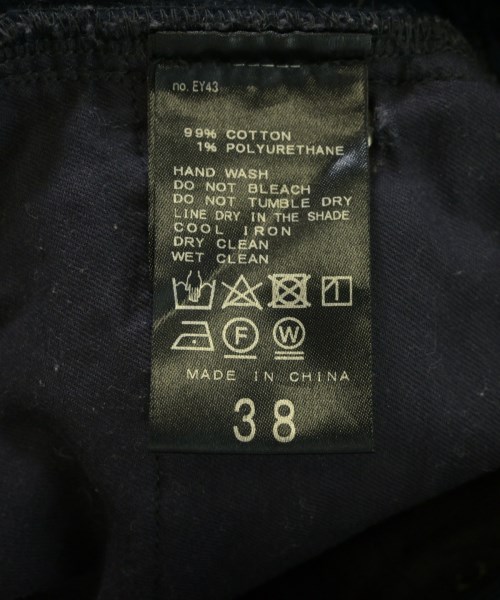 no. EY43
99% COTTON
1% POLYURETHANE
HAND WASH
DO NOT BLEACH
DO NOT TUMBLE DRY
LINE DRY IN THE SHADE
COOL IRON
DRY CLEAN
WET CLEAN
F W
MADE IN CHINA
38